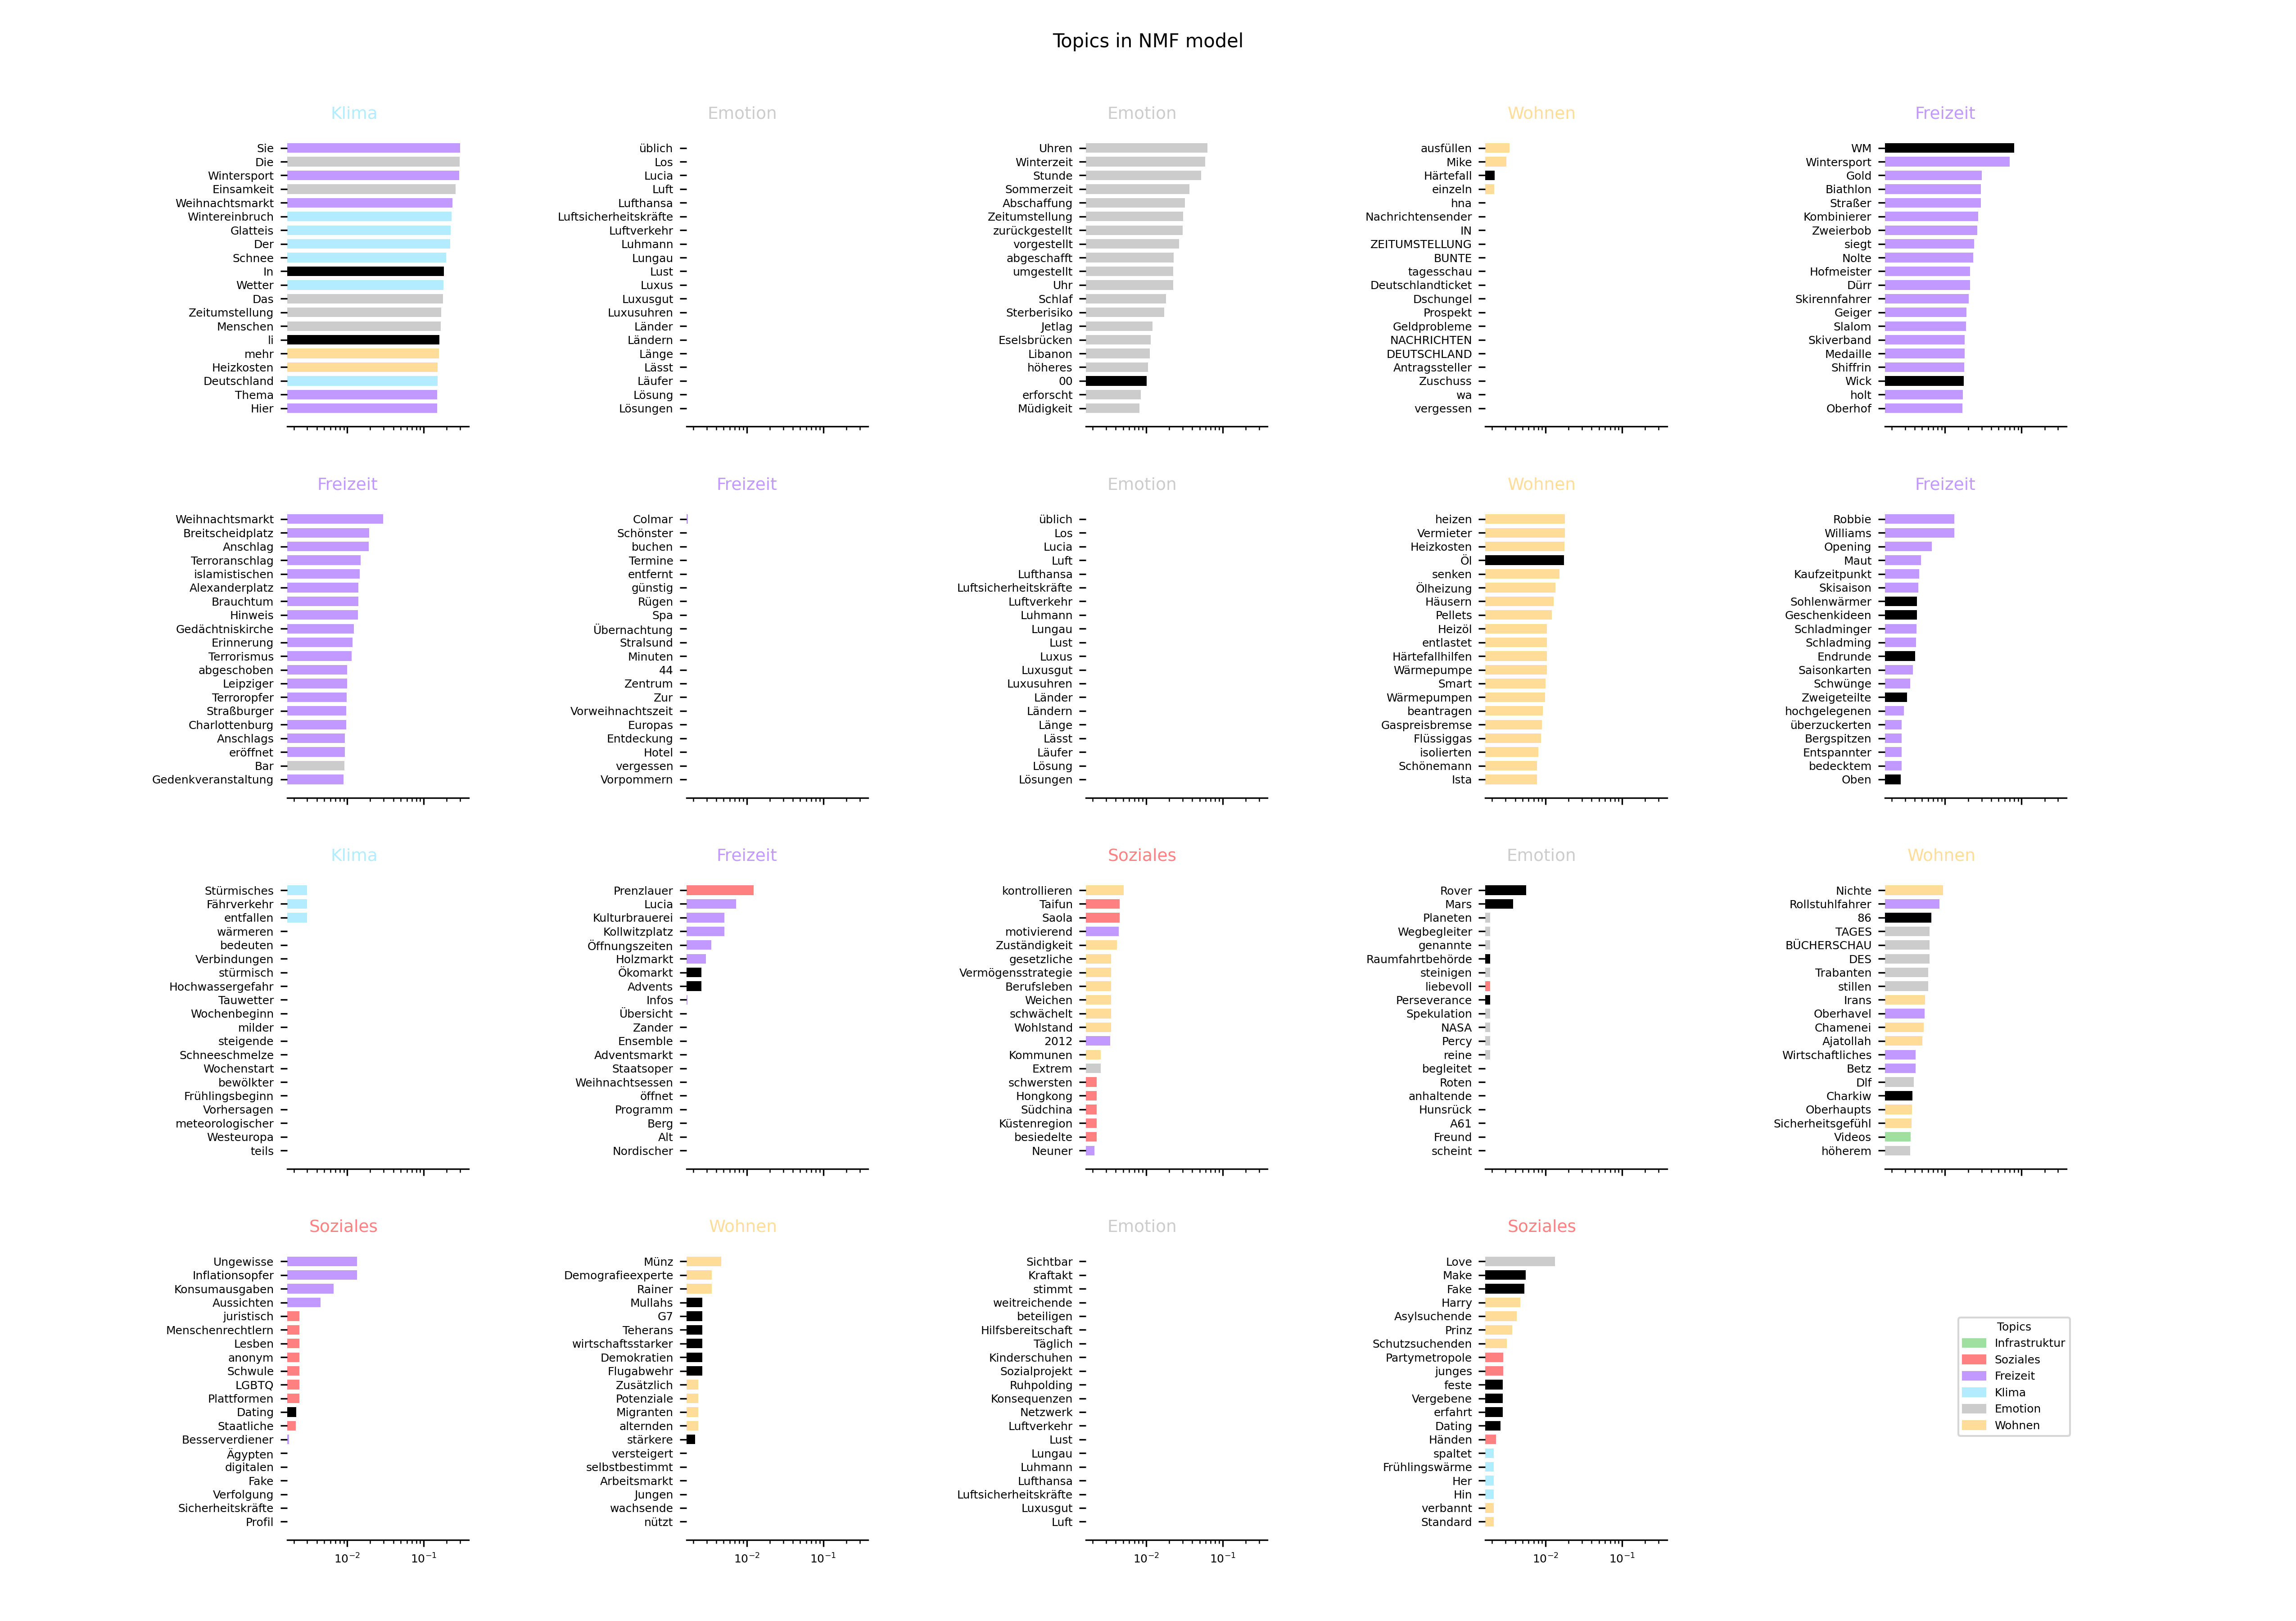 Topics in NMF model
Klima
Sie
Die
Wintersport
Einsamkeit
Weihnachtsmarkt
Wintereinbruch
Glatteis
Der
Schnee
In
Wetter
Das
Zeitumstellung
Menschen
li
mehr
Heizkosten
Deutschland
Thema
Hier
Emotion
üblich
Los
Lucia
Luft
Lufthansa
Luftsicherheitskräfte
Luftverkehr
Luhmann
Lungau
Lust
Luxus
Luxusgut
Luxusuhren
Länder
Ländern
Länge
Lässt
Läufer
Lösung
Lösungen
Emotion
Uhren
Winterzeit
Stunde
Sommerzeit
Abschaffung
Zeitumstellung
zurückgestellt
vorgestellt
abgeschafft
umgestellt
Uhr
Schlaf
Sterberisiko
Jetlag
Eselsbrücken
Libanon
höheres
00
erforscht
Müdigkeit
Wohnen
ausfüllen
Mike
Härtefall
einzeln
hna
Nachrichtensender
IN
ZEITUMSTELLUNG
BUNTE
tagesschau
Deutschlandticket
Dschungel
Prospekt
Geldprobleme
NACHRICHTEN
DEUTSCHLAND
Antragssteller
Zuschuss
wa
vergessen
Freizeit
WM
Wintersport
Gold
Biathlon
Straßer
Kombinierer
Zweierbob
siegt
Nolte
Hofmeister
Dürr
Skirennfahrer
Geiger
Slalom
Skiverband
Medaille
Shiffrin
Wick
holt
Oberhof
Freizeit
Weihnachtsmarkt
Breitscheidplatz
Anschlag
Terroranschlag
islamistischen
Alexanderplatz
Brauchtum
Hinweis
Gedächtniskirche
Erinnerung
Terrorismus
abgeschoben
Leipziger
Terroropfer
Straßburger
Charlottenburg
Anschlags
eröffnet
Bar
Gedenkveranstaltung
Freizeit
Colmar
Schönster
buchen
Termine
entfernt
günstig
Rügen
Spa
Übernachtung
Stralsund
Minuten
44
Zentrum
Zur
Vorweihnachtszeit
Europas
Entdeckung
Hotel
vergessen
Vorpommern
Emotion
üblich
Los
Lucia
Luft
Lufthansa
Luftsicherheitskräfte
Luftverkehr
Luhmann
Lungau
Lust
Luxus
Luxusgut
Luxusuhren
Länder
Ländern
Länge
Lässt
Läufer
Lösung
Lösungen
Wohnen
heizen
Vermieter
Heizkosten
Öl
senken
Ölheizung
Häusern
Pellets
Heizöl
entlastet
Härtefallhilfen
Wärmepumpe
Smart
Wärmepumpen
beantragen
Gaspreisbremse
Flüssiggas
isolierten
Schönemann
Ista
Freizeit
Robbie
Williams
Opening
Maut
Kaufzeitpunkt
Skisaison
Sohlenwärmer
Geschenkideen
Schladminger
Schladming
Endrunde
Saisonkarten
Schwünge
Zweigeteilte
hochgelegenen
überzuckerten
Bergspitzen
Entspannter
bedecktem
Oben
Klima
Stürmisches
Fährverkehr
entfallen
wärmeren
bedeuten
Verbindungen
stürmisch
Hochwassergefahr
Tauwetter
Wochenbeginn
milder
steigende
Schneeschmelze
Wochenstart
bewölkter
Frühlingsbeginn
Vorhersagen
meteorologischer
Westeuropa
teils
Freizeit
Prenzlauer
Lucia
Kulturbrauerei
Kollwitzplatz
Öffnungszeiten
Holzmarkt
Ökomarkt
Advents
Infos
Übersicht
Zander
Ensemble
Adventsmarkt
Staatsoper
Weihnachtsessen
öffnet
Programm
Berg
Alt
Nordischer
Soziales
kontrollieren
Taifun
Saola
motivierend
Zuständigkeit
gesetzliche
Vermögensstrategie
Berufsleben
Weichen
schwächelt
Wohlstand
2012
Kommunen
Extrem
schwersten
Hongkong
Südchina
Küstenregion
besiedelte
Neuner
Emotion
Rover
Mars
Planeten
Wegbegleiter
genannte
Raumfahrtbehörde
steinigen
liebevoll
Perseverance
Spekulation
NASA
Percy
reine
begleitet
Roten
anhaltende
Hunsrück
A61
Freund
scheint
Wohnen
Nichte
Rollstuhlfahrer
86
TAGES
BÜCHERSCHAU
DES
Trabanten
stillen
Irans
Oberhavel
Chamenei
Ajatollah
Wirtschaftliches
Betz
Dlf
Charkiw
Oberhaupts
Sicherheitsgefühl
Videos
höherem
Soziales
Ungewisse
Inflationsopfer
Konsumausgaben
Aussichten
juristisch
Menschenrechtlern
Lesben
anonym
Schwule
LGBTQ
Plattformen
Dating
Staatliche
Besserverdiener
Ägypten
digitalen
Fake
Verfolgung
Sicherheitskräfte
Profil
10⁻² 10⁻¹
Wohnen
Münz
Demografieexperte
Rainer
Mullahs
G7
Teherans
wirtschaftsstarker
Demokratien
Flugabwehr
Zusätzlich
Potenziale
Migranten
alternden
stärkere
versteigert
selbstbestimmt
Arbeitsmarkt
Jungen
wachsende
nützt
10⁻² 10⁻¹
Emotion
Sichtbar
Kraftakt
stimmt
weitreichende
beteiligen
Hilfsbereitschaft
Täglich
Kinderschuhen
Sozialprojekt
Ruhpolding
Konsequenzen
Netzwerk
Luftverkehr
Lust
Lungau
Luhmann
Lufthansa
Luftsicherheitskräfte
Luxusgut
Luft
10⁻² 10⁻¹
Soziales
Love
Make
Fake
Harry
Asylsuchende
Prinz
Schutzsuchenden
Partymetropole
junges
feste
Vergebene
erfahrt
Dating
Händen
spaltet
Frühlingswärme
Her
Hin
verbannt
Standard
10⁻² 10⁻¹
Topics
Infrastruktur
Soziales
Freizeit
Klima
Emotion
Wohnen